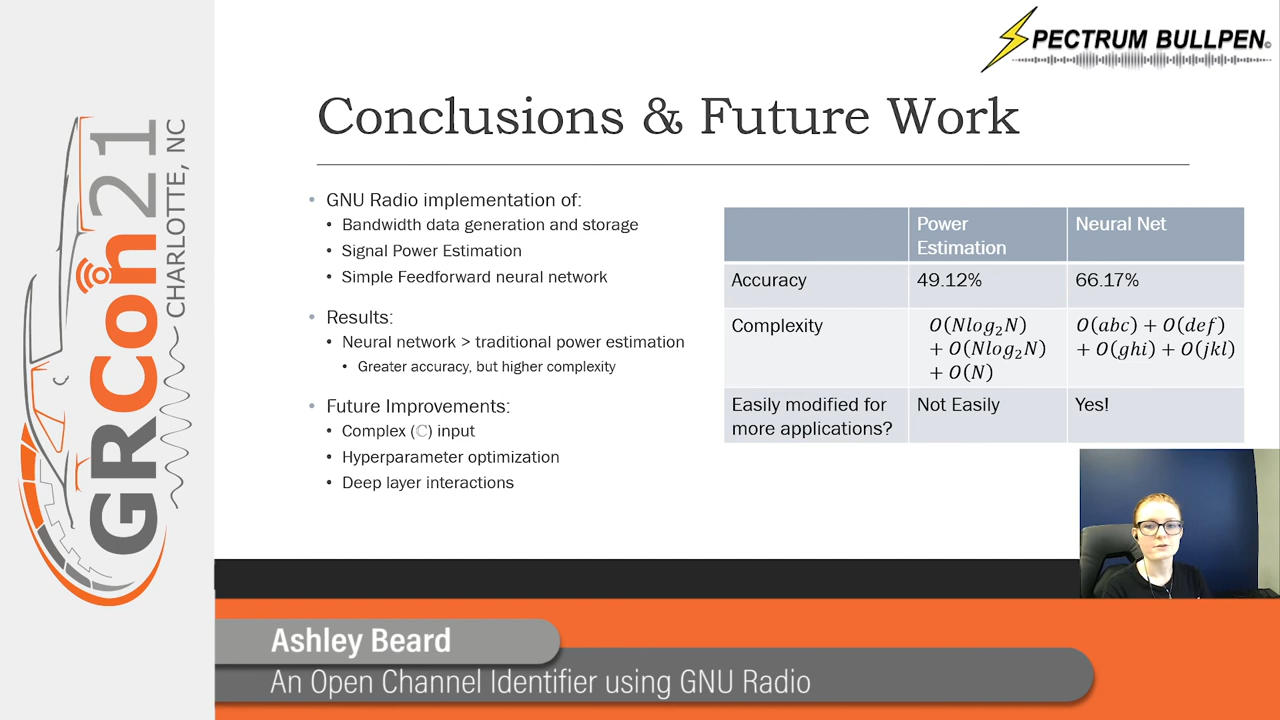 GRCon21
CHARLOTTE, NC
SPECTRUM BULLPEN©
Conclusions & Future Work
• GNU Radio implementation of:
• Bandwidth data generation and storage
• Signal Power Estimation
• Simple Feedforward neural network
• Results:
• Neural network > traditional power estimation
• Greater accuracy, but higher complexity
• Future Improvements:
• Complex (ℂ) input
• Hyperparameter optimization
• Deep layer interactions
Power
Estimation
Neural Net
Accuracy
49.12%
66.17%
Complexity
O(Nlog₂N)
+ O(Nlog₂N)
+ O(N)
O(abc) + O(def)
+ O(ghi) + O(jkl)
Easily modified for
more applications?
Not Easily
Yes!
Ashley Beard
An Open Channel Identifier using GNU Radio